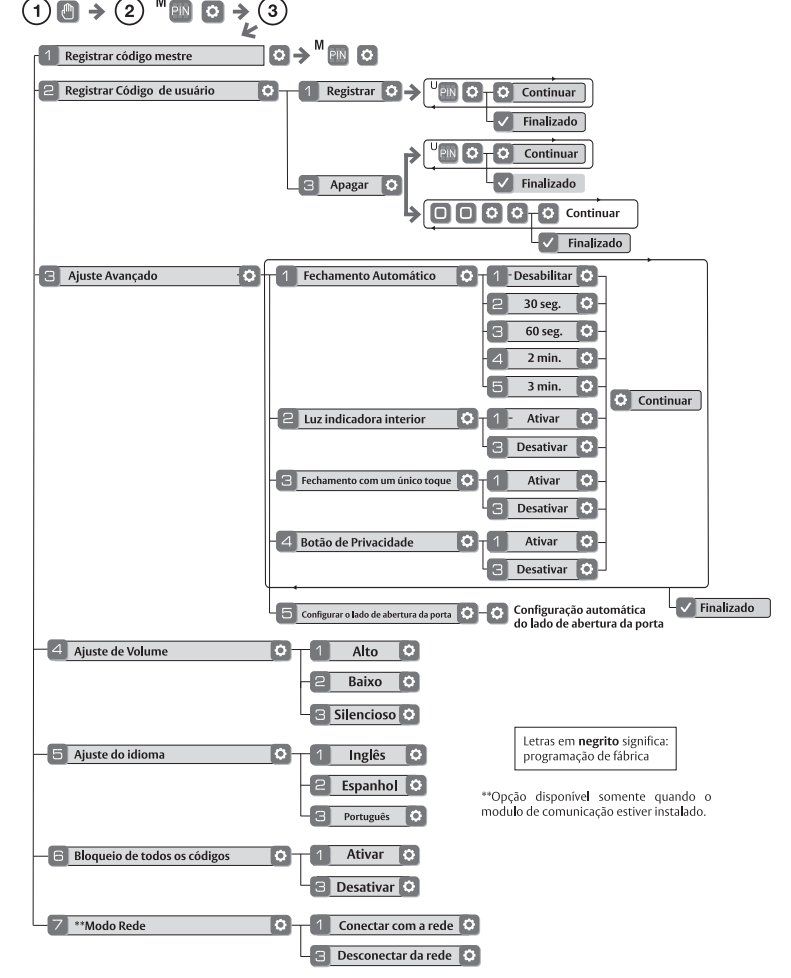 1 2 M PIN 3
1 Registrar código mestre M PIN
2 Registrar Código de usuário 1 Registrar U PIN Continuar
Finalizado
3 Apagar U PIN Continuar
Finalizado
Continuar
Finalizado
3 Ajuste Avançado 1 Fechamento Automático 1 Desabilitar
2 30 seg.
3 60 seg.
4 2 min.
5 3 min.
Continuar
2 Luz indicadora interior 1 Ativar
3 Desativar
3 Fechamento com um único toque 1 Ativar
3 Desativar
4 Botão de Privacidade 1 Ativar
3 Desativar
Finalizado
5 Configurar o lado de abertura da porta Configuração automática
do lado de abertura da porta
4 Ajuste de Volume 1 Alto
2 Baixo
3 Silencioso
5 Ajuste do idioma 1 Inglês
2 Espanhol
3 Português
Letras em negrito significa:
programação de fábrica
**Opção disponível somente quando o
modulo de comunicação estiver instalado.
6 Bloqueio de todos os códigos 1 Ativar
3 Desativar
7 **Modo Rede 1 Conectar com a rede
3 Desconectar da rede